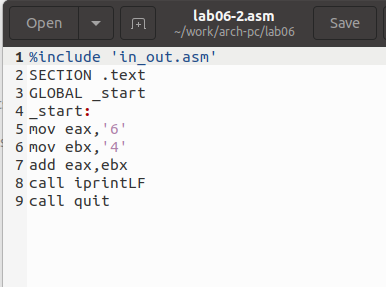 Open
lab06-2.asm
~/work/arch-pc/lab06
Save
1 %include 'in_out.asm'
2 SECTION .text
3 GLOBAL _start
4 _start:
5 mov eax,'6'
6 mov ebx,'4'
7 add eax,ebx
8 call iprintLF
9 call quit